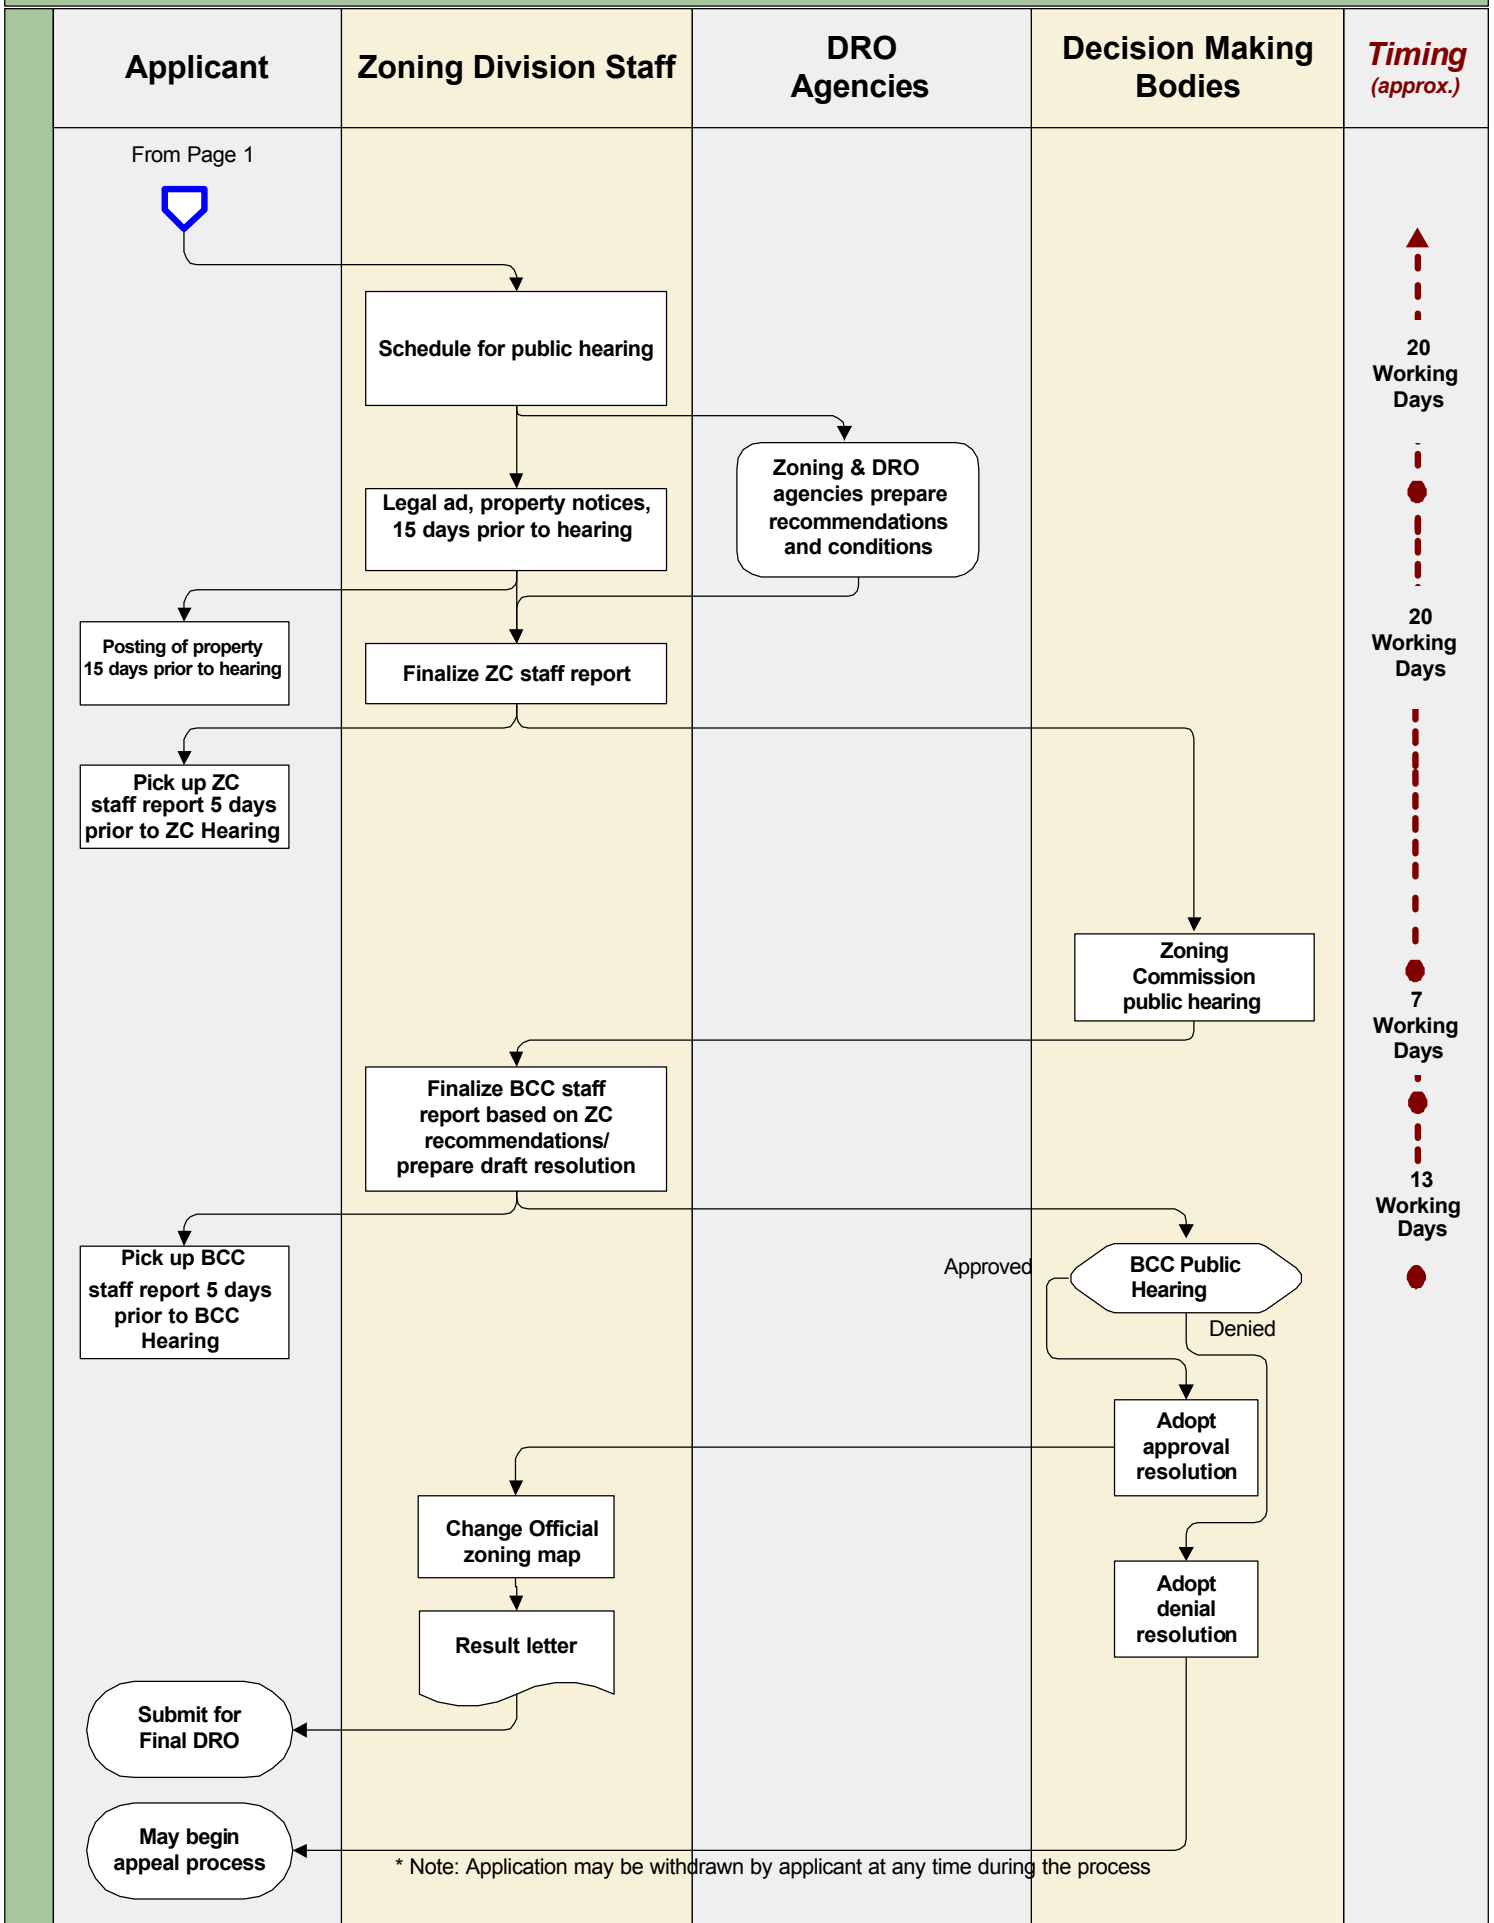 Applicant
Zoning Division Staff
DRO
Agencies
Decision Making
Bodies
Timing
(approx.)
From Page 1
Schedule for public hearing
20
Working
Days
Zoning & DRO
agencies prepare
recommendations
and conditions
Legal ad, property notices,
15 days prior to hearing
Posting of property
15 days prior to hearing
Finalize ZC staff report
20
Working
Days
Pick up ZC
staff report 5 days
prior to ZC Hearing
Zoning
Commission
public hearing
7
Working
Days
Finalize BCC staff
report based on ZC
recommendations/
prepare draft resolution
13
Working
Days
Pick up BCC
staff report 5 days
prior to BCC
Hearing
Approved
BCC Public
Hearing
Denied
Adopt
approval
resolution
Change Official
zoning map
Adopt
denial
resolution
Result letter
Submit for
Final DRO
May begin
appeal process
* Note: Application may be withdrawn by applicant at any time during the process